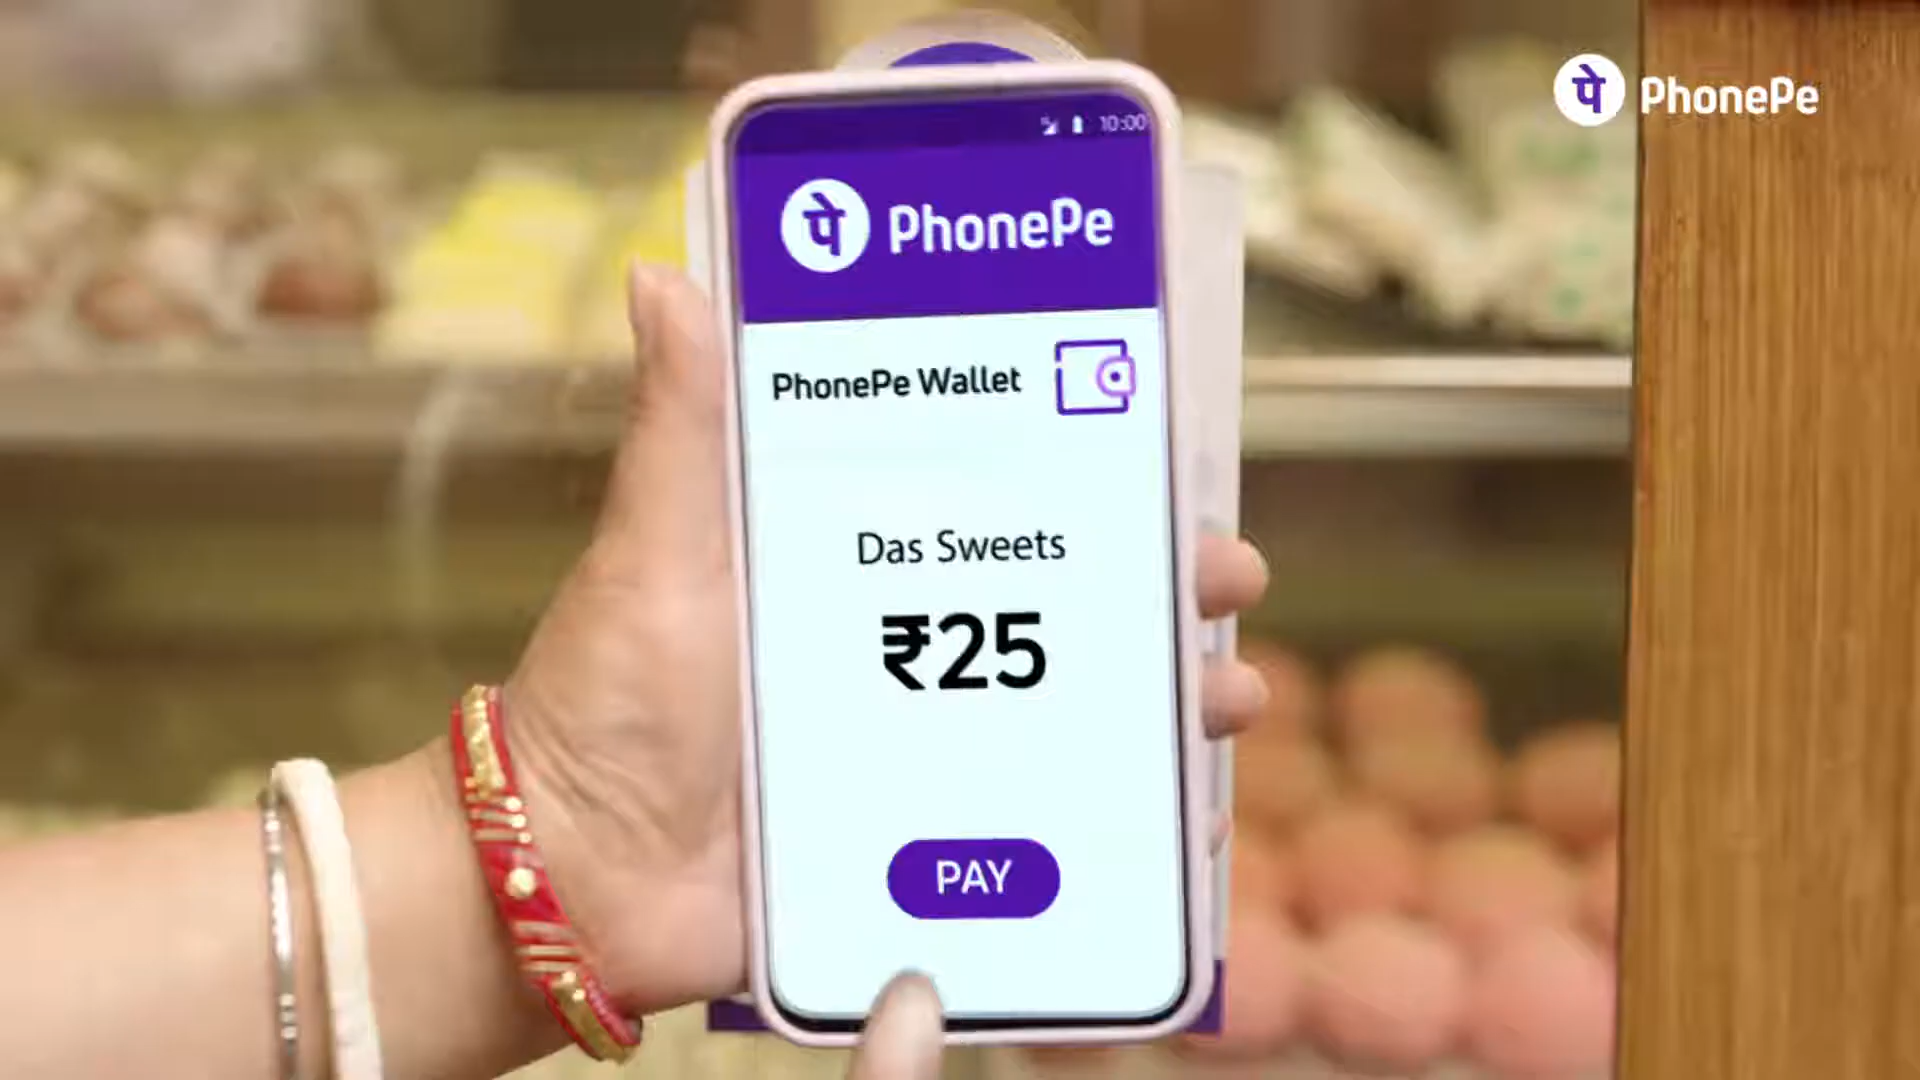 पे PhonePe
10:00
पे PhonePe
PhonePe Wallet
Das Sweets
₹25
PAY